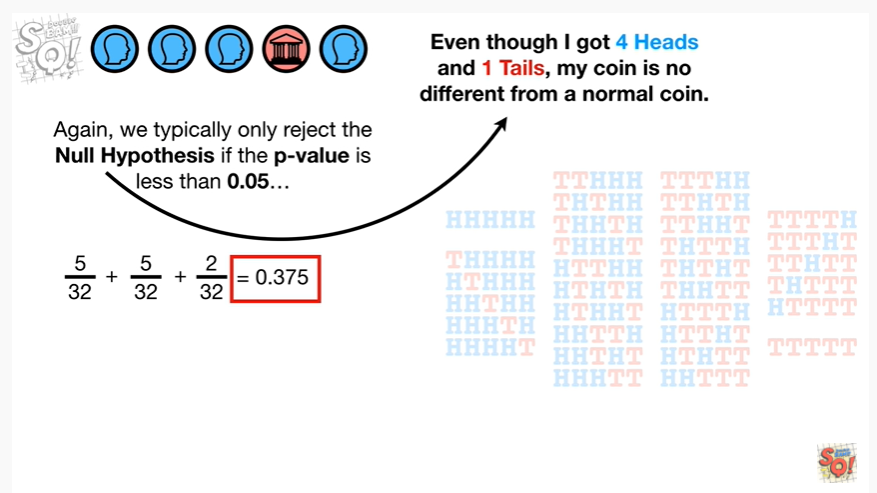 Even though I got 4 Heads
and 1 Tails, my coin is no
different from a normal coin.
Again, we typically only reject the
Null Hypothesis if the p-value is
less than 0.05…
5/32 + 5/32 + 2/32 = 0.375
HHHHH
THHHH
HTHHH
HHTHH
HHHTH
HHHHT
TTHHH
THTHH
THHTH
THHHT
HTTHH
HTHTH
HTHHT
HHTTH
HHTHT
HHHTT
TTTHH
TTHTH
TTHHT
THTTH
THTHT
THHTT
HTTTH
HTTHT
HTHTT
HHTTT
TTTTH
TTTHT
TTHTT
THTTT
HTTTT
TTTTT